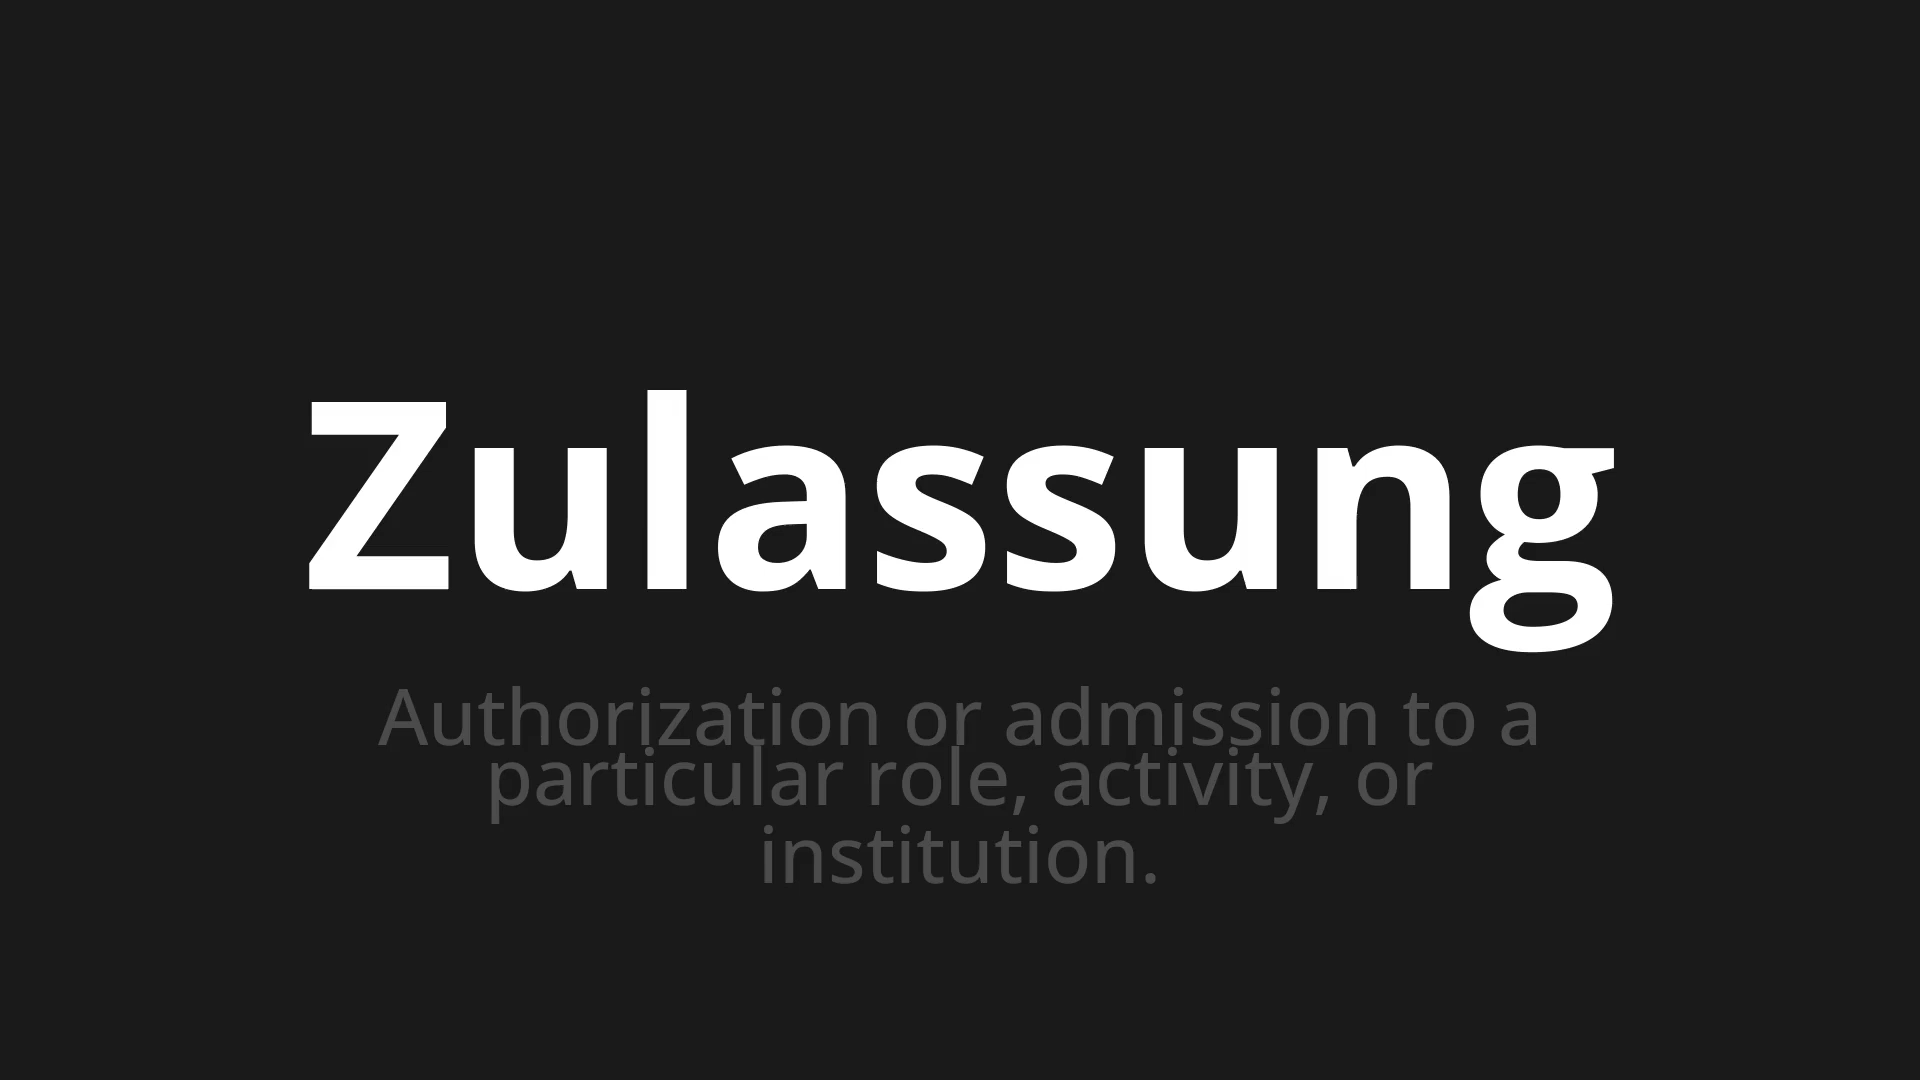 Zulassung
Authorization or admission to a
particular role, activity, or
institution.